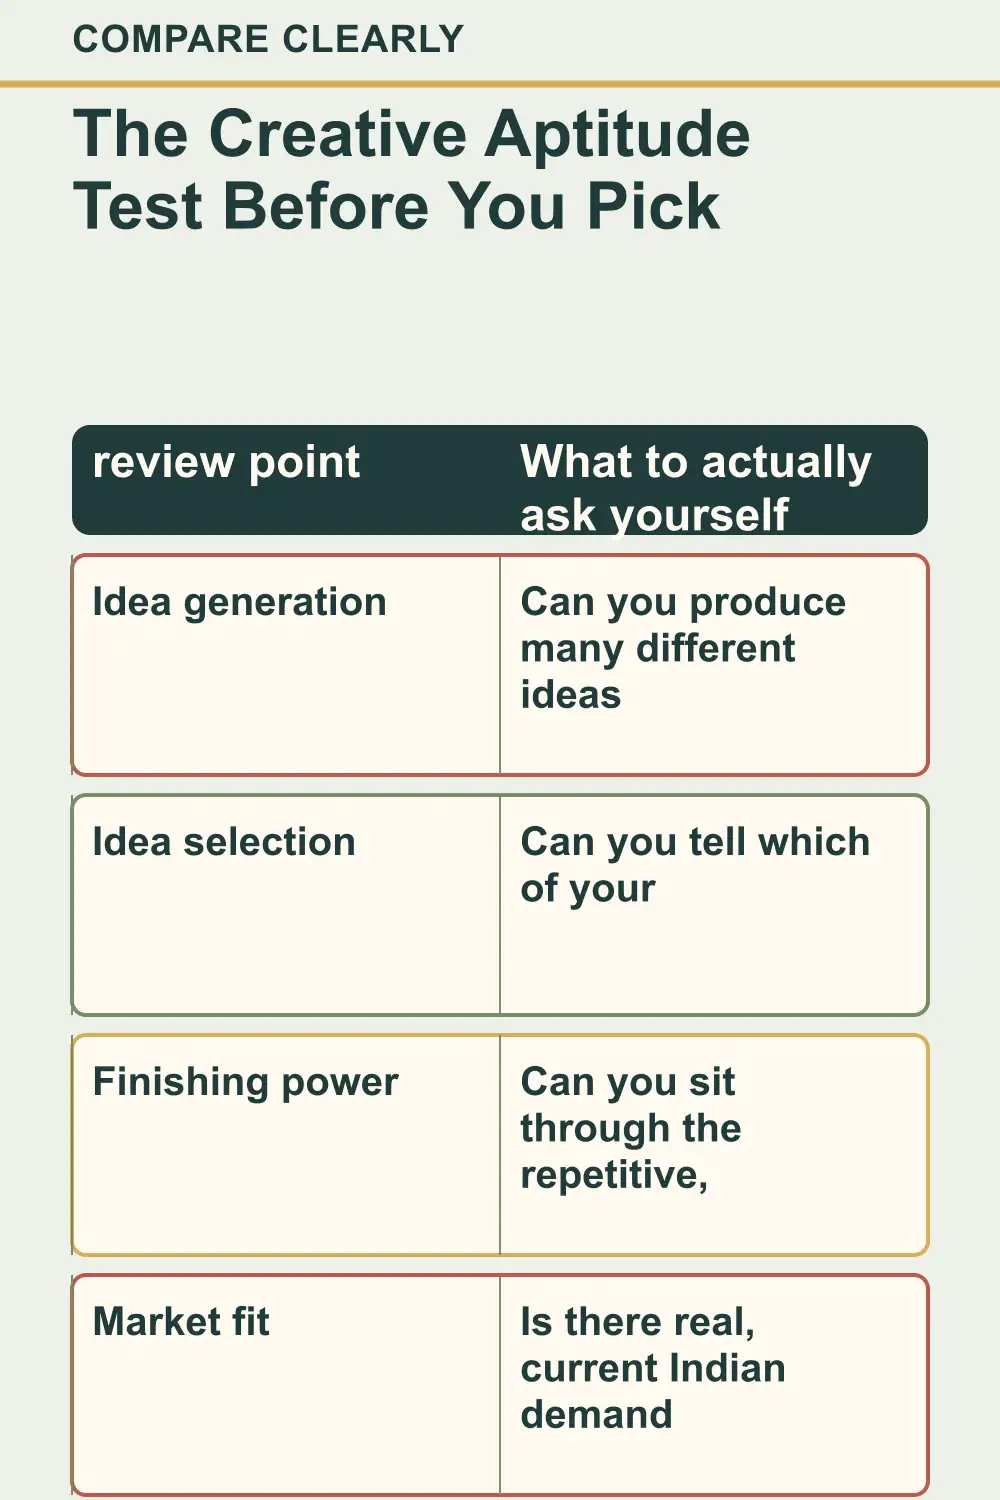 COMPARE CLEARLY
The Creative Aptitude
Test Before You Pick
review point
What to actually
ask yourself
Idea generation
Can you produce
many different
ideas
Idea selection
Can you tell which
of your
Finishing power
Can you sit
through the
repetitive,
Market fit
Is there real,
current Indian
demand